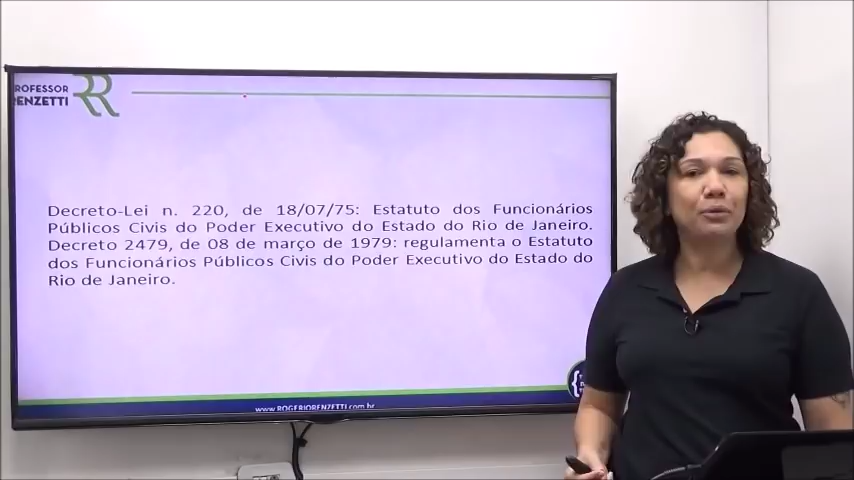 ROFESSOR
RENZETTI
RR
Decreto-Lei n. 220, de 18/07/75: Estatuto dos Funcionários
Públicos Civis do Poder Executivo do Estado do Rio de Janeiro.
Decreto 2479, de 08 de março de 1979: regulamenta o Estatuto
dos Funcionários Públicos Civis do Poder Executivo do Estado do
Rio de Janeiro.
www.ROGERIORENZETTI.com.br